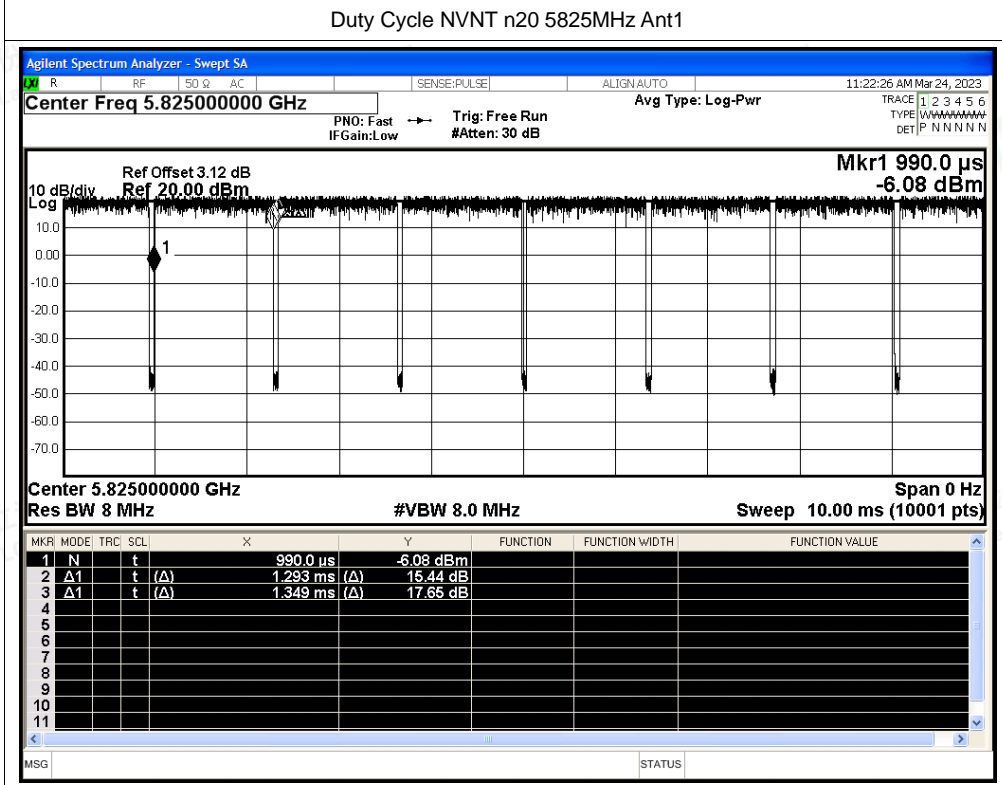 Duty Cycle NVNT n20 5825MHz Ant1
Agilent Spectrum Analyzer - Swept SA
LXI R RF 50 Ω AC SENSE:PULSE ALIGN AUTO 11:22:26 AM Mar 24, 2023
Center Freq 5.825000000 GHz Avg Type: Log-Pwr TRACE 1 2 3 4 5 6
PNO: Fast Trig: Free Run TYPE
IFGain:Low #Atten: 30 dB DET P N N N N N
Mkr1 990.0 µs
Ref Offset 3.12 dB
10 dB/div Ref 20.00 dBm -6.08 dBm
Log
10.0
0.00
1
-10.0
-20.0
-30.0
-40.0
-50.0
-60.0
-70.0
Center 5.825000000 GHz Span 0 Hz
Res BW 8 MHz #VBW 8.0 MHz Sweep 10.00 ms (10001 pts)
MKR MODE TRC SCL X Y FUNCTION FUNCTION WIDTH FUNCTION VALUE
1 N t 990.0 µs -6.08 dBm
2 Δ1 t (Δ) 1.293 ms (Δ) 15.44 dB
3 Δ1 t (Δ) 1.349 ms (Δ) 17.65 dB
4
5
6
7
8
9
10
11
MSG STATUS